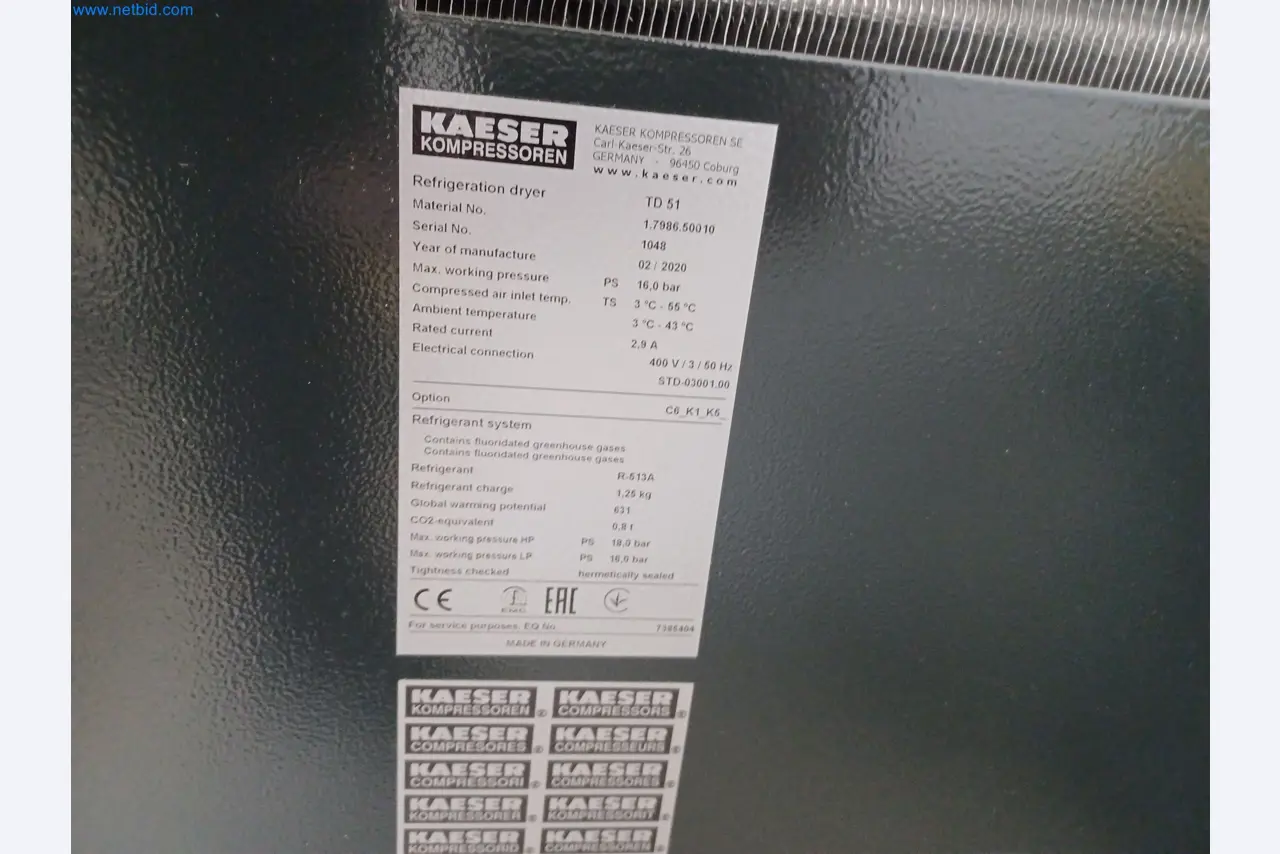 www.netbid.com
KAESER
KOMPRESSOREN
KAESER KOMPRESSOREN SE
Carl-Kaeser-Str. 26
GERMANY - 96450 Coburg
www.kaeser.com
Refrigeration dryer TD 51
Material No. 1.7986.50010
Serial No. 1048
Year of manufacture 02 / 2020
Max. working pressure PS 16,0 bar
Compressed air inlet temp. TS 3 °C - 55 °C
Ambient temperature 3 °C - 43 °C
Rated current 2,9 A
Electrical connection 400 V / 3 / 50 Hz
STD-03001.00
Option C6_K1_K5_
Refrigerant system
Contains fluoridated greenhouse gases
Contains fluoridated greenhouse gases
Refrigerant R-513A
Refrigerant charge 1,25 kg
Global warming potential 631
CO2-equivalent 0,8 t
Max. working pressure HP PS 18,0 bar
Max. working pressure LP PS 16,0 bar
Tightness checked hermetically sealed
CE EAC
For service purposes. EQ No.
MADE IN GERMANY
KAESER KOMPRESSOREN ® KAESER COMPRESSORS ®
KAESER COMPRESORES ® KAESER COMPRESSEURS ®
KAESER COMPRESSORI ® KAESER COMPRESSORES ®
KAESER KOMPRESSORER ® KAESER KOMPRESSORIT ®
KAESER ® KAESER ®